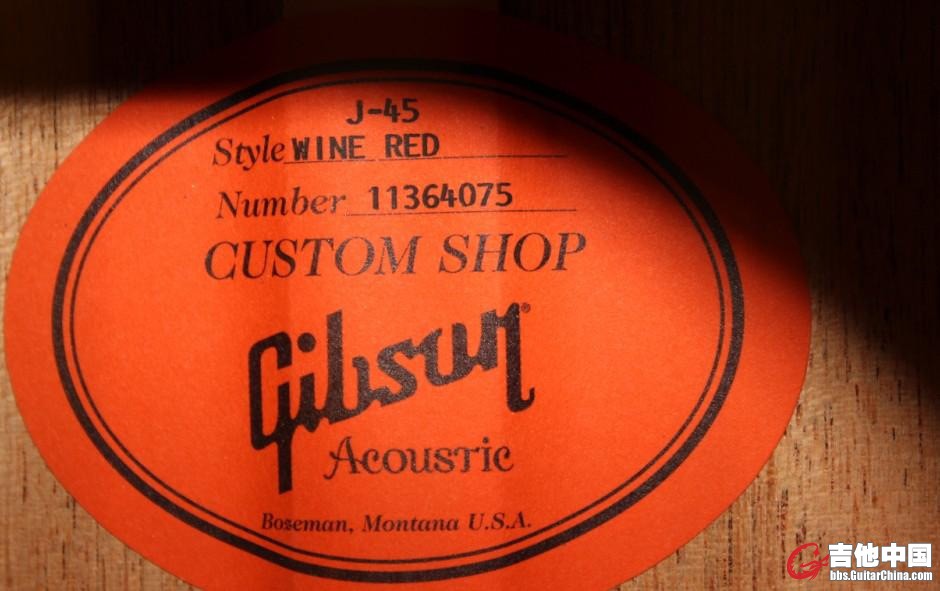 J-45
Style WINE RED
Number 11364075
CUSTOM SHOP
Gibson®
Acoustic
Boseman, Montana U.S.A.
吉他中国
bbs.GuitarChina.com